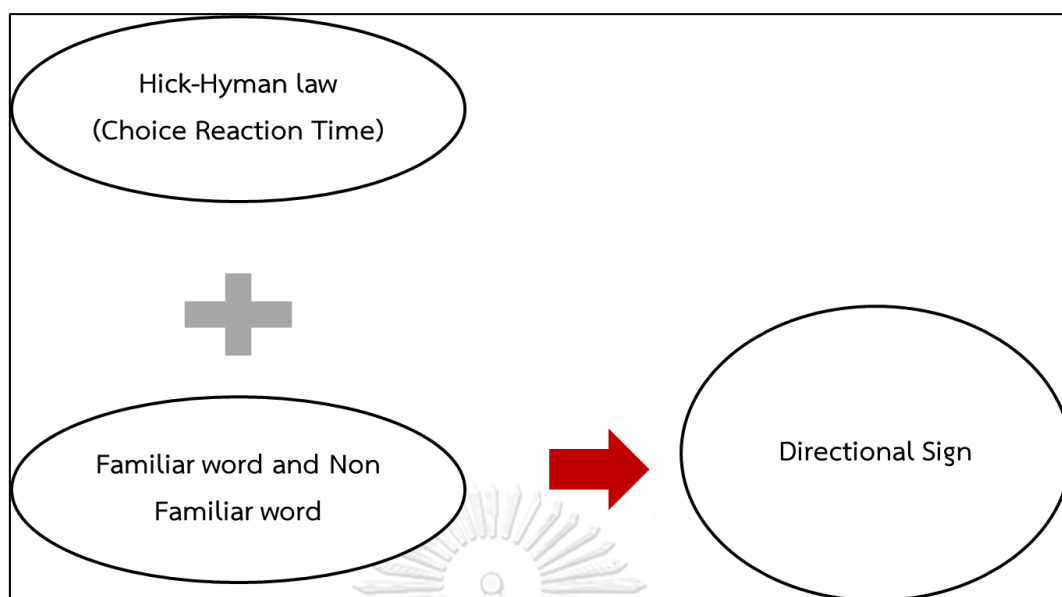 Hick-Hyman law
(Choice Reaction Time)
Familiar word and Non
Familiar word
Directional Sign